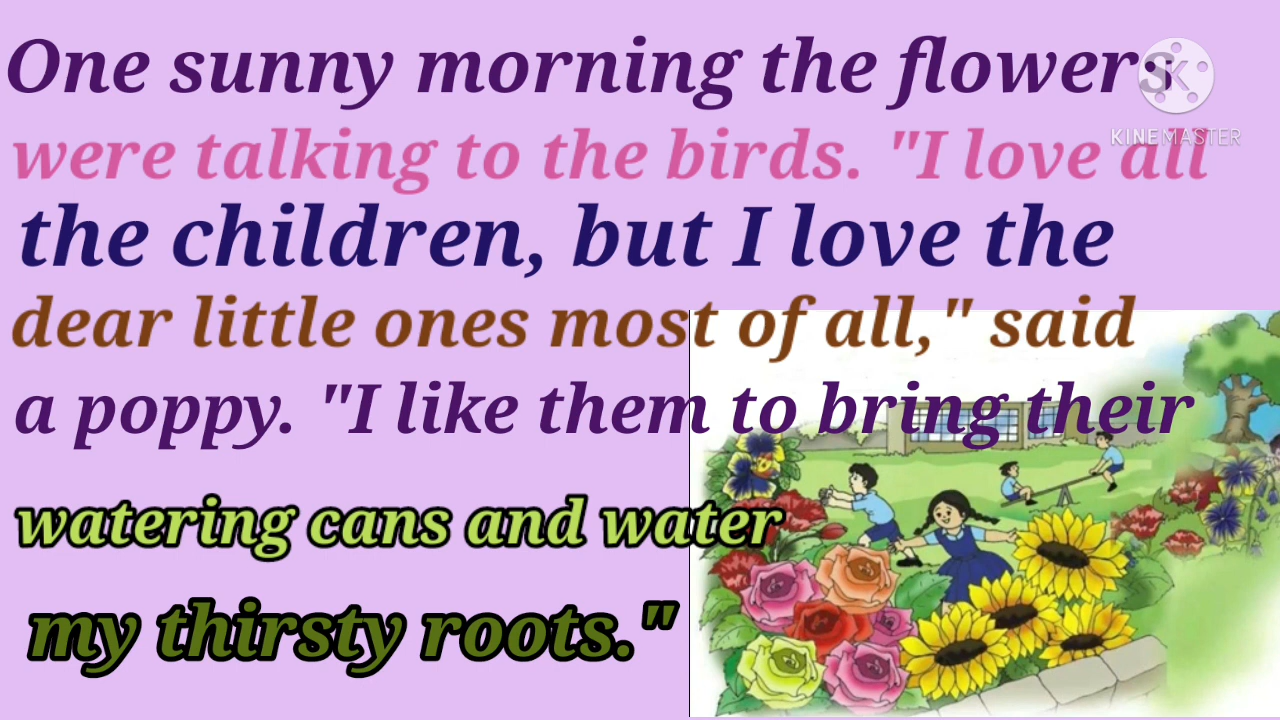 One sunny morning the flowers
were talking to the birds. "I love all
the children, but I love the
dear little ones most of all," said
a poppy. "I like them to bring their
watering cans and water
my thirsty roots."
KINEMASTER